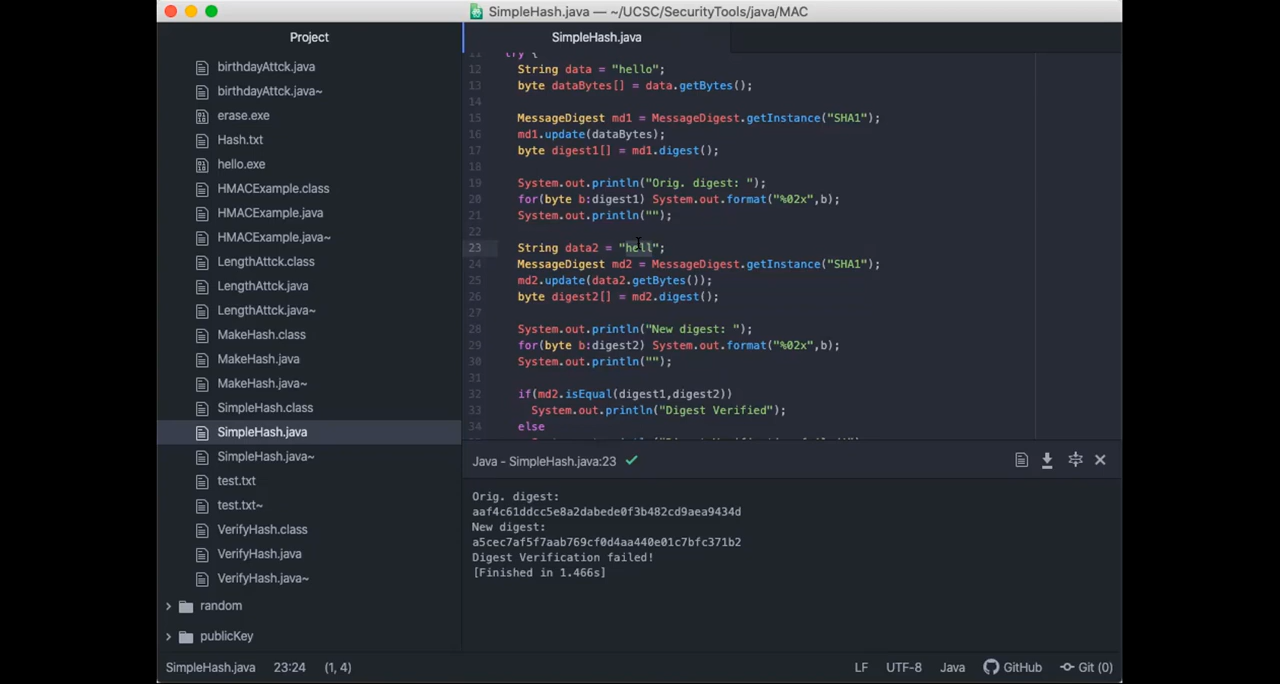 SimpleHash.java — ~/UCSC/SecurityTools/java/MAC
Project
birthdayAttck.java
birthdayAttck.java~
erase.exe
Hash.txt
hello.exe
HMACExample.class
HMACExample.java
HMACExample.java~
LengthAttck.class
LengthAttck.java
LengthAttck.java~
MakeHash.class
MakeHash.java
MakeHash.java~
SimpleHash.class
SimpleHash.java
SimpleHash.java~
test.txt
test.txt~
VerifyHash.class
VerifyHash.java
VerifyHash.java~
random
publicKey
SimpleHash.java
11 try {
12 String data = "hello";
13 byte dataBytes[] = data.getBytes();
14
15 MessageDigest md1 = MessageDigest.getInstance("SHA1");
16 md1.update(dataBytes);
17 byte digest1[] = md1.digest();
18
19 System.out.println("Orig. digest: ");
20 for(byte b:digest1) System.out.format("%02x",b);
21 System.out.println("");
22
23 String data2 = "hell";
24 MessageDigest md2 = MessageDigest.getInstance("SHA1");
25 md2.update(data2.getBytes());
26 byte digest2[] = md2.digest();
27
28 System.out.println("New digest: ");
29 for(byte b:digest2) System.out.format("%02x",b);
30 System.out.println("");
31
32 if(md2.isEqual(digest1,digest2))
33 System.out.println("Digest Verified");
34 else
Java - SimpleHash.java:23
Orig. digest:
aaf4c61ddcc5e8a2dabede0f3b482cd9aea9434d
New digest:
a5cec7af5f7aab769cf0d4aa440e01c7bfc371b2
Digest Verification failed!
[Finished in 1.466s]
SimpleHash.java 23:24 (1, 4) LF UTF-8 Java GitHub Git (0)